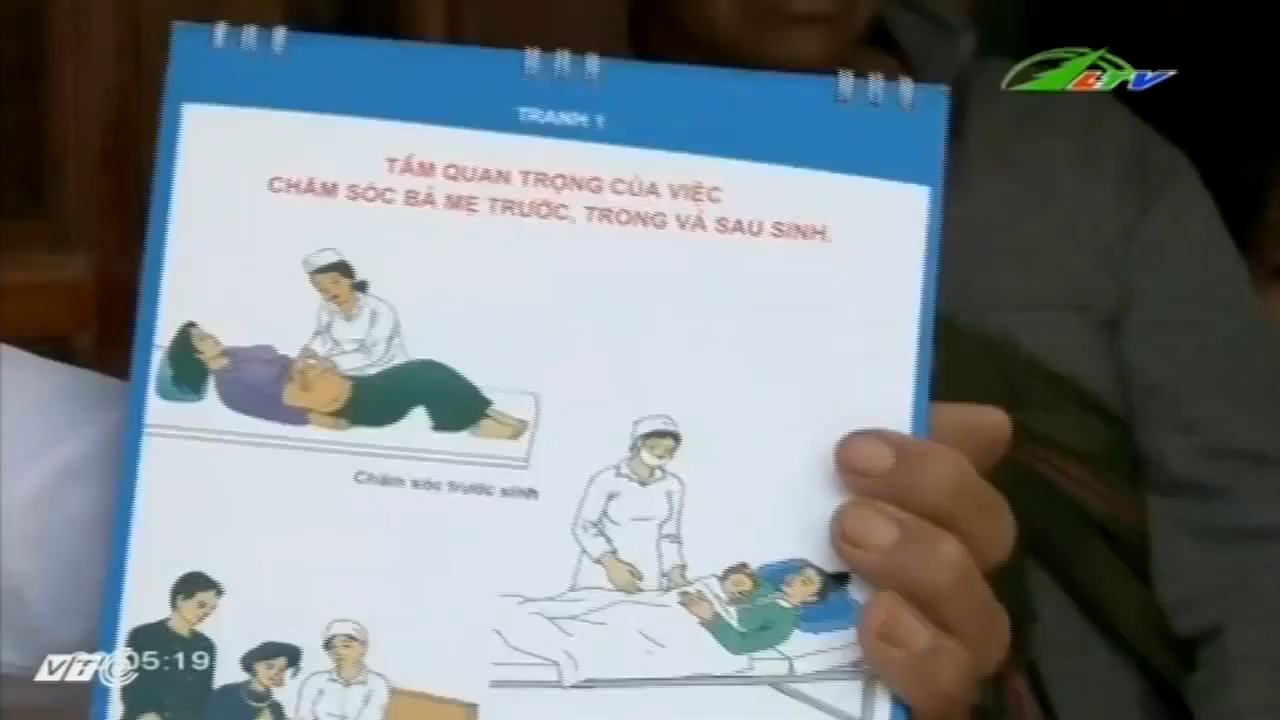 LTV
TRANH 1
TẦM QUAN TRỌNG CỦA VIỆC
CHĂM SÓC BÀ MẸ TRƯỚC, TRONG VÀ SAU SINH.
Chăm sóc trước sinh
05:19